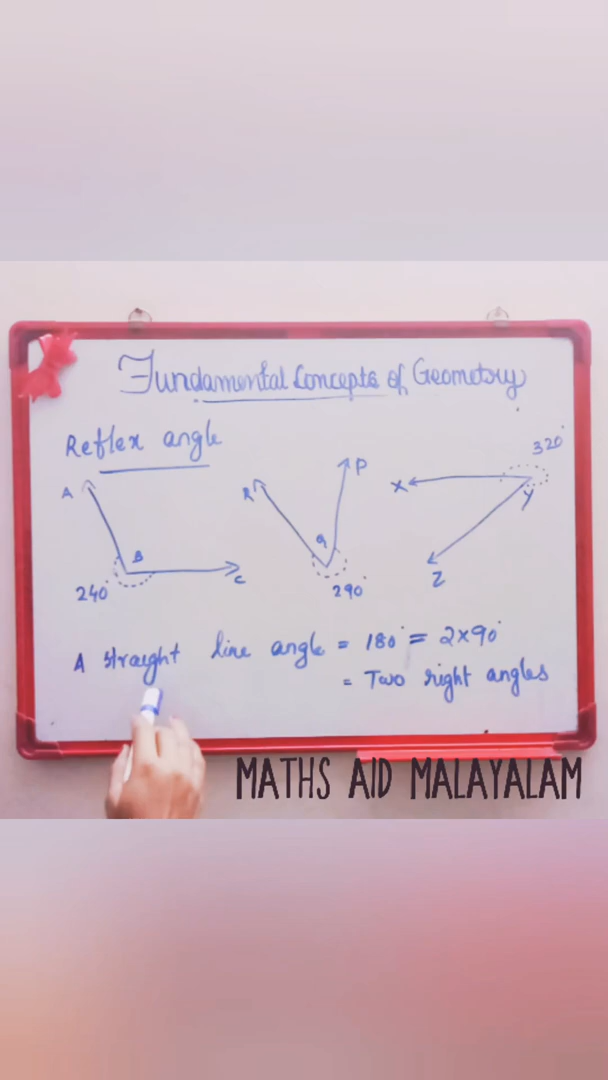 Fundamental Concepts of Geometry
Reflex angle
320°
A
R
P
X
B
Q
Y
240°
C
290°
Z
A straight line angle = 180° = 2×90°
= Two right angles
MATHS AID MALAYALAM